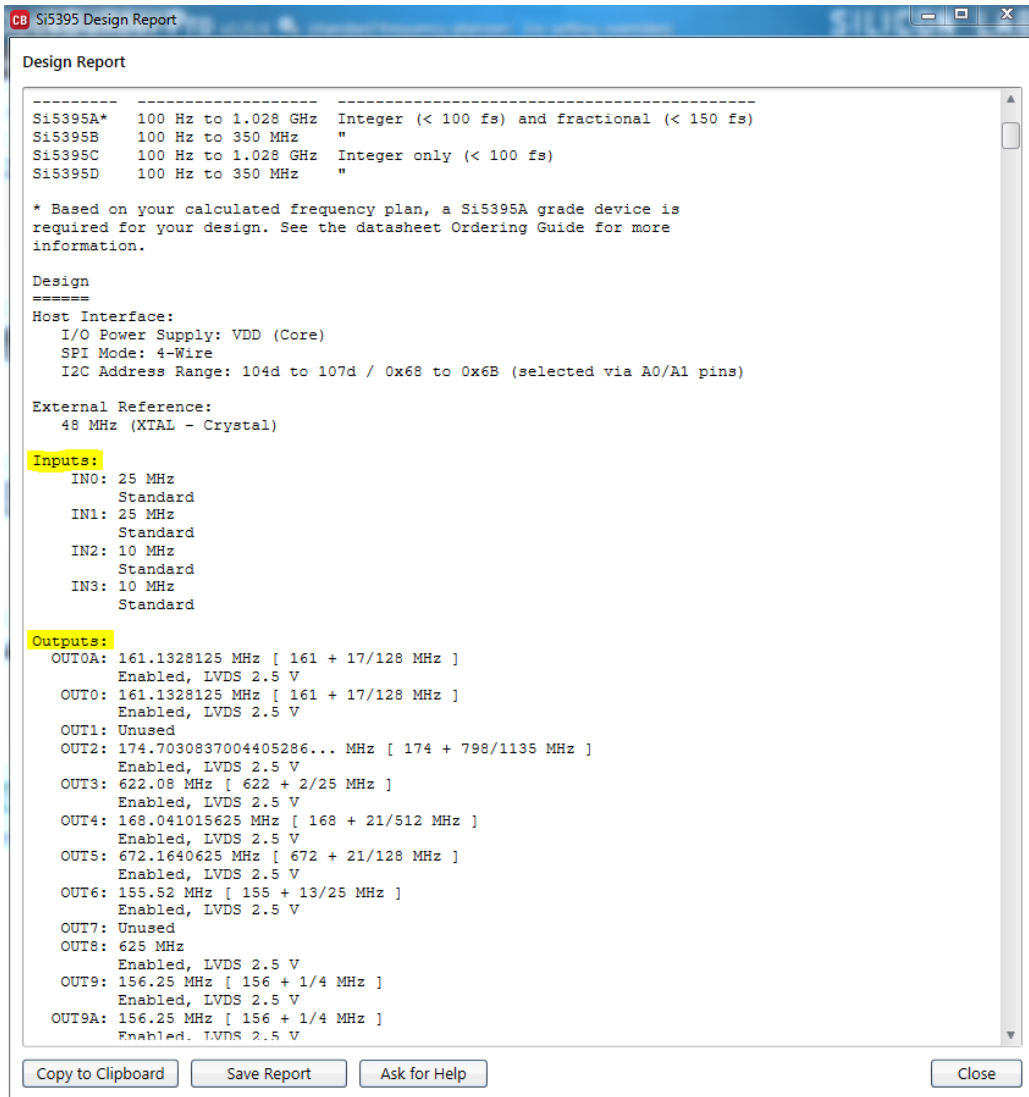 CB Si5395 Design Report
Design Report
---------  -------------------  --------------------------------------------
Si5395A*   100 Hz to 1.028 GHz  Integer (< 100 fs) and fractional (< 150 fs)
Si5395B    100 Hz to 350 MHz    "
Si5395C    100 Hz to 1.028 GHz  Integer only (< 100 fs)
Si5395D    100 Hz to 350 MHz    "
* Based on your calculated frequency plan, a Si5395A grade device is
required for your design. See the datasheet Ordering Guide for more
information.
Design
======
Host Interface:
I/O Power Supply: VDD (Core)
SPI Mode: 4-Wire
I2C Address Range: 104d to 107d / 0x68 to 0x6B (selected via A0/A1 pins)
External Reference:
48 MHz (XTAL - Crystal)
Inputs:
IN0: 25 MHz
Standard
IN1: 25 MHz
Standard
IN2: 10 MHz
Standard
IN3: 10 MHz
Standard
Outputs:
OUT0A: 161.1328125 MHz [ 161 + 17/128 MHz ]
Enabled, LVDS 2.5 V
OUT0: 161.1328125 MHz [ 161 + 17/128 MHz ]
Enabled, LVDS 2.5 V
OUT1: Unused
OUT2: 174.7030837004405286... MHz [ 174 + 798/1135 MHz ]
Enabled, LVDS 2.5 V
OUT3: 622.08 MHz [ 622 + 2/25 MHz ]
Enabled, LVDS 2.5 V
OUT4: 168.041015625 MHz [ 168 + 21/512 MHz ]
Enabled, LVDS 2.5 V
OUT5: 672.1640625 MHz [ 672 + 21/128 MHz ]
Enabled, LVDS 2.5 V
OUT6: 155.52 MHz [ 155 + 13/25 MHz ]
Enabled, LVDS 2.5 V
OUT7: Unused
OUT8: 625 MHz
Enabled, LVDS 2.5 V
OUT9: 156.25 MHz [ 156 + 1/4 MHz ]
Enabled, LVDS 2.5 V
OUT9A: 156.25 MHz [ 156 + 1/4 MHz ]
Enabled, LVDS 2.5 V
Copy to Clipboard Save Report Ask for Help Close